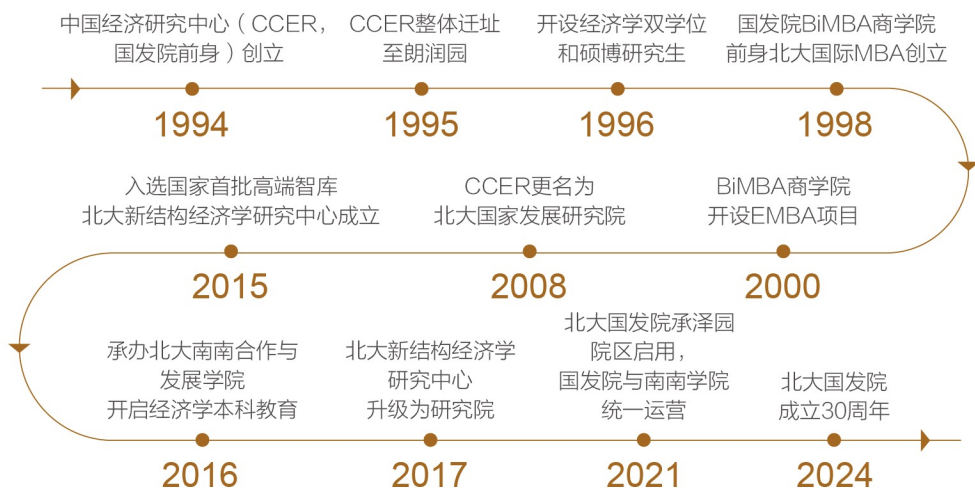 中国经济研究中心（CCER，
国发院前身）创立
1994
CCER整体迁址
至朗润园
1995
开设经济学双学位
和硕博研究生
1996
国发院BiMBA商学院
前身北大国际MBA创立
1998
BiMBA商学院
开设EMBA项目
2000
CCER更名为
北大国家发展研究院
2008
入选国家首批高端智库
北大新结构经济学研究中心成立
2015
承办北大南南合作与
发展学院
开启经济学本科教育
2016
北大新结构经济学
研究中心
升级为研究院
2017
北大国发院承泽园
院区启用，
国发院与南南学院
统一运营
2021
北大国发院
成立30周年
2024